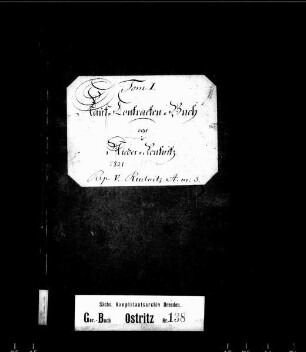 Tom I.
Kauf-Contracten-Buch
von
Nieder-Reutnitz
1821
Rep. V. Reutnitz A. nr. 3.
Sächs. Hauptstaatsarchiv Dresden.
Ger.-Buch Ostritz Nr. 138